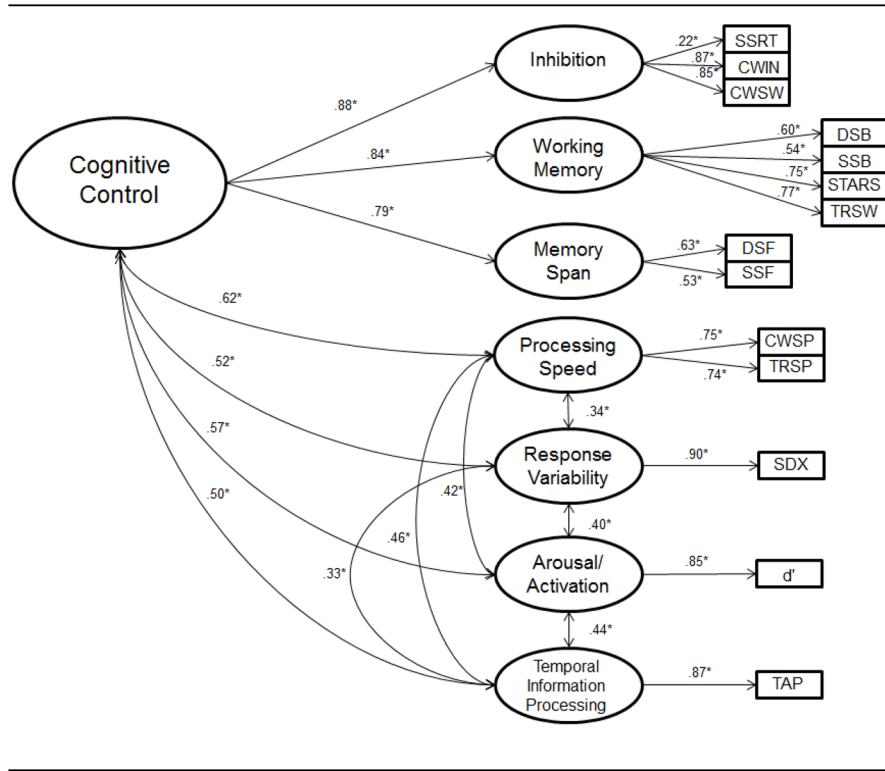 Inhibition
.22*
SSRT
.87*
CWIN
.85*
CWSW
.88*
Cognitive
Control
.84*
Working
Memory
.60*
DSB
.54*
SSB
.75*
STARS
.77*
TRSW
.79*
Memory
Span
.63*
DSF
.53*
SSF
.62*
Processing
Speed
.75*
CWSP
.74*
TRSP
.52*
.34*
Response
Variability
.90*
SDX
.57*
.42*
.50*
.46*
.40*
.33*
Arousal/
Activation
.85*
d'
.44*
Temporal
Information
Processing
.87*
TAP